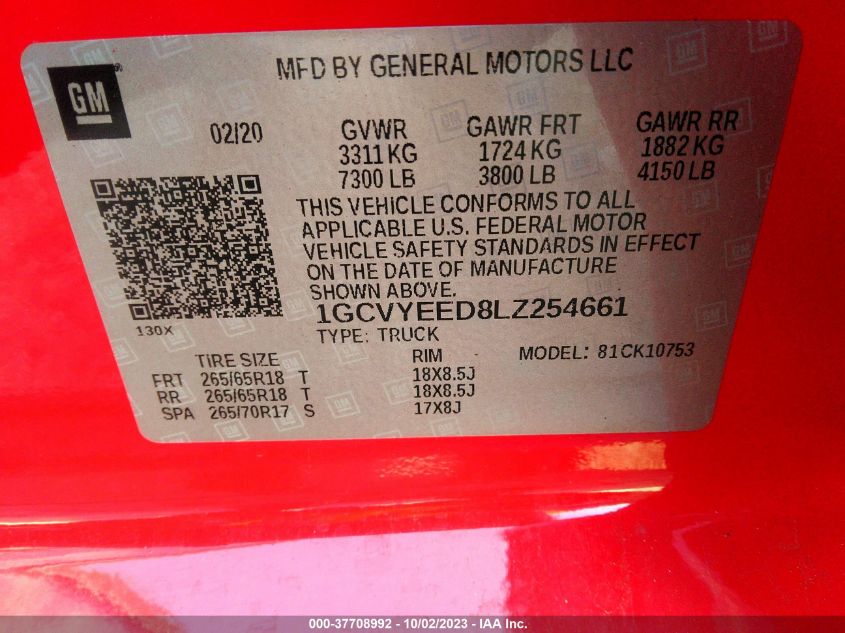 MFD BY GENERAL MOTORS LLC
GM
02/20 GVWR GAWR FRT GAWR RR
3311 KG 1724 KG 1882 KG
7300 LB 3800 LB 4150 LB
THIS VEHICLE CONFORMS TO ALL
APPLICABLE U.S. FEDERAL MOTOR
VEHICLE SAFETY STANDARDS IN EFFECT
ON THE DATE OF MANUFACTURE
SHOWN ABOVE.
1GCVYEED8LZ254661
130X
TYPE: TRUCK
TIRE SIZE RIM MODEL: 81CK10753
FRT 265/65R18 T 18X8.5J
RR 265/65R18 T 18X8.5J
SPA 265/70R17 S 17X8J
000-37708992 - 10/02/2023 - IAA Inc.